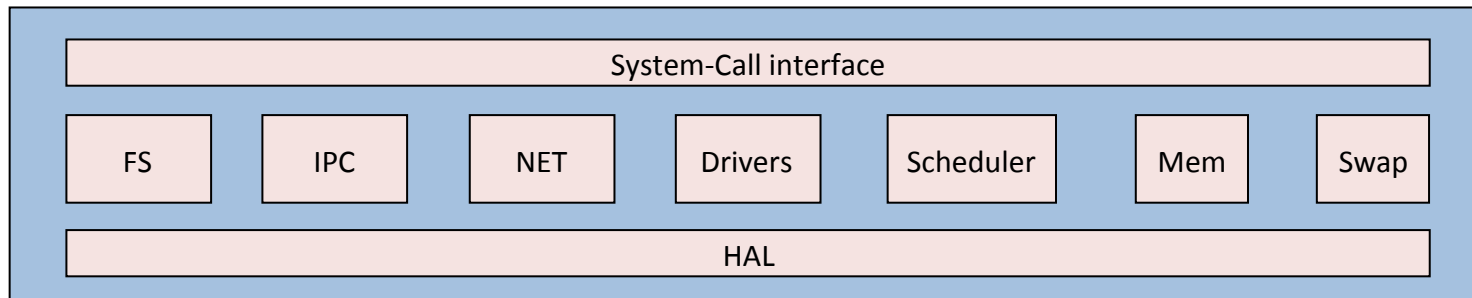 System-Call interface
FS IPC NET Drivers Scheduler Mem Swap
HAL